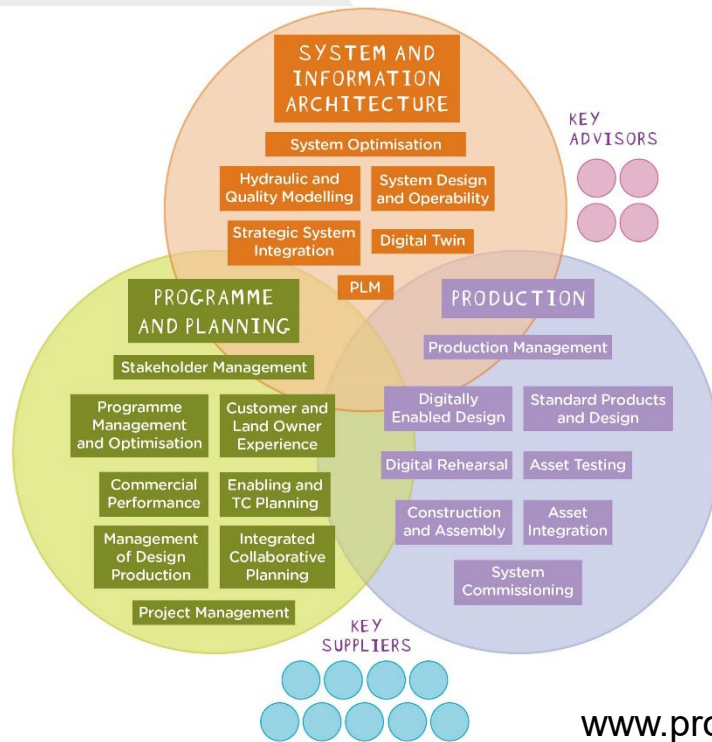 SYSTEM AND
INFORMATION
ARCHITECTURE
System Optimisation
Hydraulic and
Quality Modelling
System Design
and Operability
Strategic System
Integration
Digital Twin
PLM
KEY
ADVISORS
PROGRAMME
AND PLANNING
Stakeholder Management
Programme
Management
and Optimisation
Customer and
Land Owner
Experience
Commercial
Performance
Enabling and
TC Planning
Management
of Design
Production
Integrated
Collaborative
Planning
Project Management
PRODUCTION
Production Management
Digitally
Enabled Design
Standard Products
and Design
Digital Rehearsal
Asset Testing
Construction
and Assembly
Asset
Integration
System
Commissioning
KEY
SUPPLIERS
www.pro